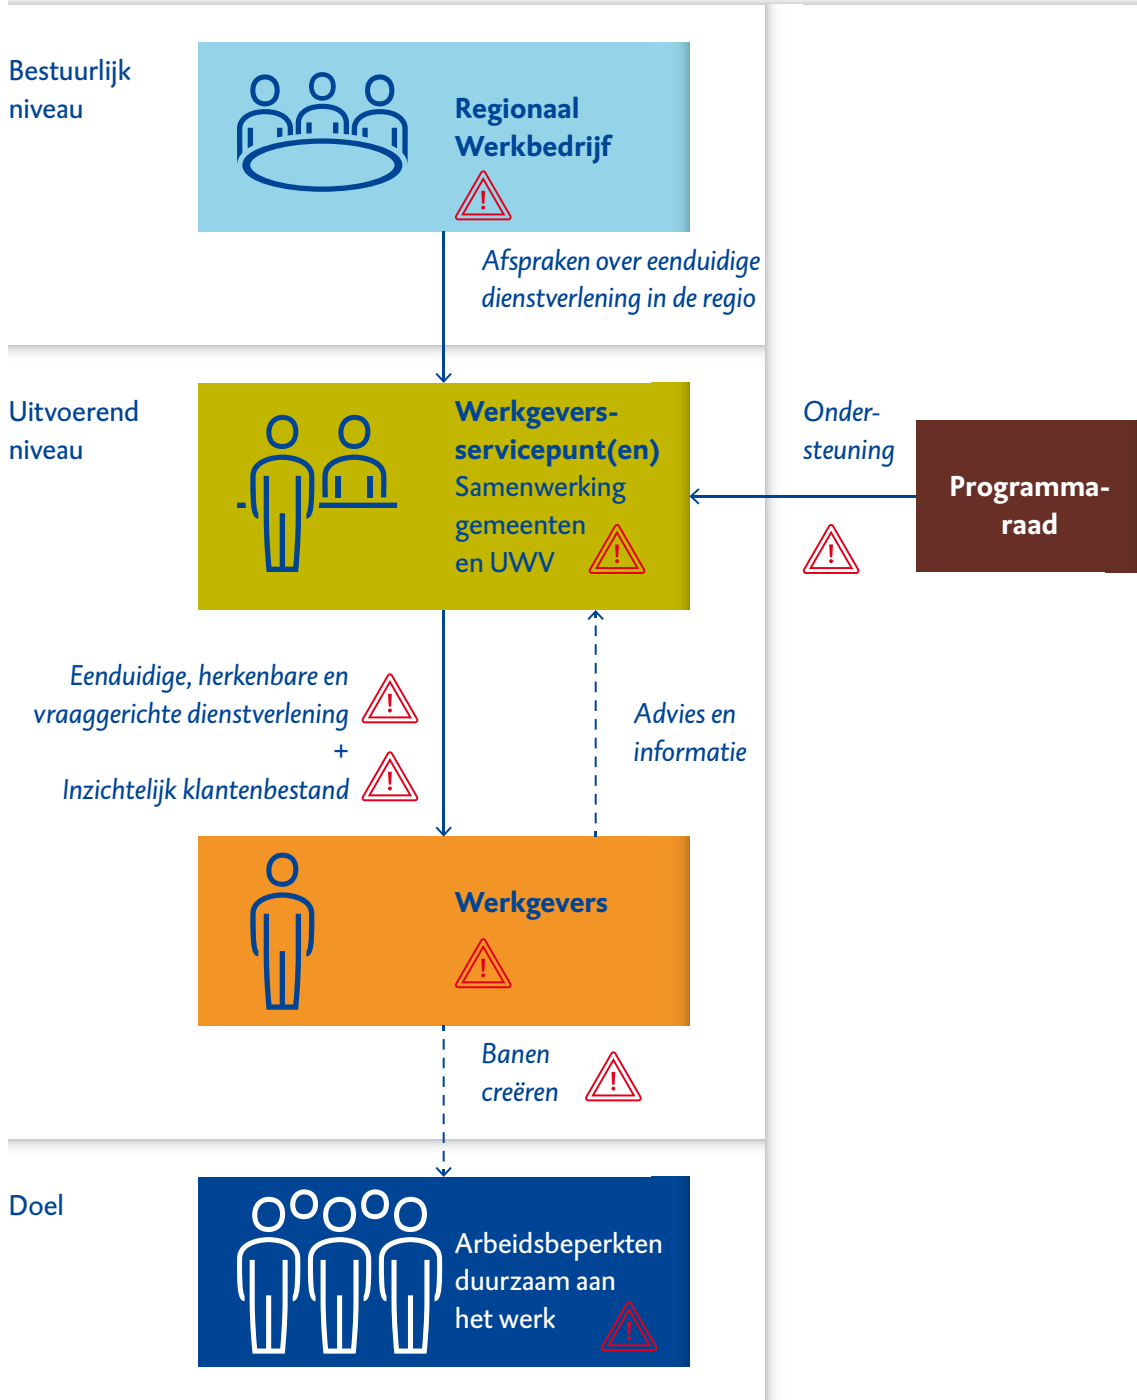 Bestuurlijk
niveau
Regionaal
Werkbedrijf
!
Afspraken over eenduidige
dienstverlening in de regio
Uitvoerend
niveau
Werkgevers-
servicepunt(en)
Samenwerking
gemeenten
en UWV
!
Onder-
steuning
!
Programma-
raad
Eenduidige, herkenbare en
vraaggerichte dienstverlening
!
+
Inzichtelijk klantenbestand
!
Advies en
informatie
Werkgevers
!
Banen
creëren
!
Doel
Arbeidsbeperkten
duurzaam aan
het werk
!